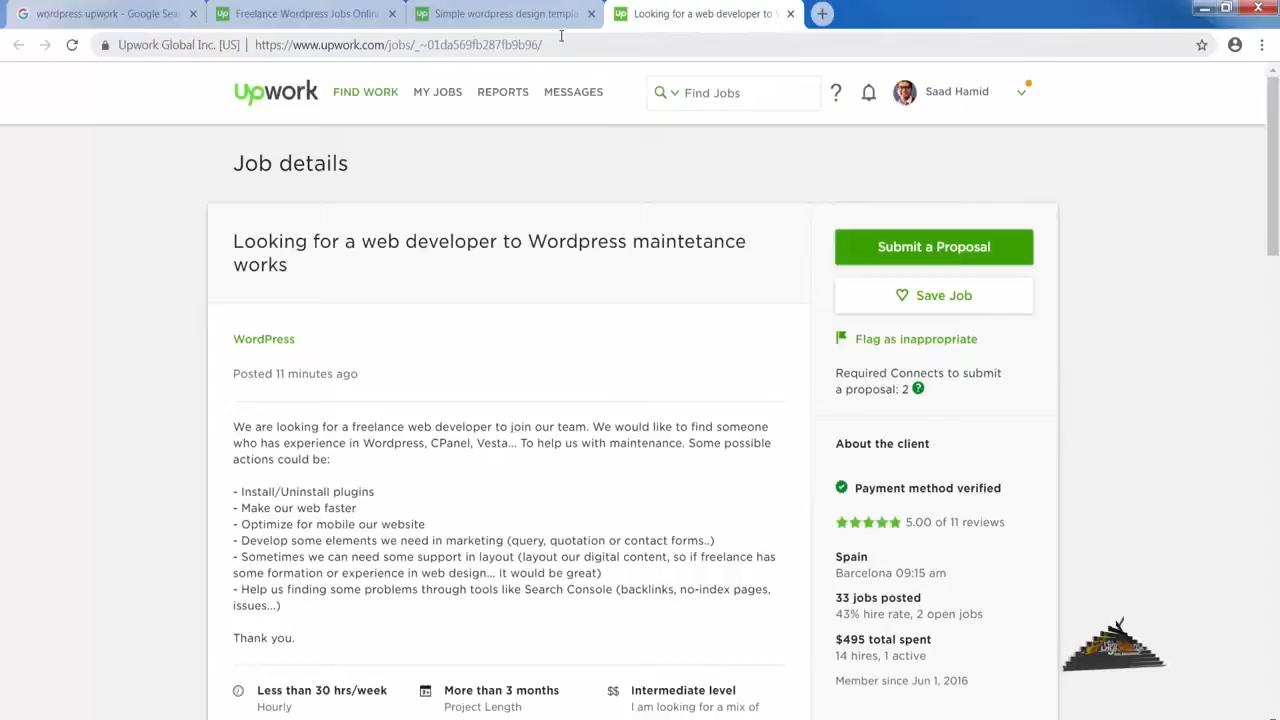 wordpress upwork - Google Sea
Freelance Wordpress Jobs Onlin
Simple wordpress design templa
Looking for a web developer to W
Upwork Global Inc. [US] | https://www.upwork.com/jobs/_~01da569fb287fb9b96/
upwork
FIND WORK
MY JOBS
REPORTS
MESSAGES
Find Jobs
Saad Hamid
Job details
Looking for a web developer to Wordpress maintetance
works
Submit a Proposal
Save Job
Flag as inappropriate
Required Connects to submit
a proposal: 2
WordPress
Posted 11 minutes ago
We are looking for a freelance web developer to join our team. We would like to find someone
who has experience in Wordpress, CPanel, Vesta... To help us with maintenance. Some possible
actions could be:
- Install/Uninstall plugins
- Make our web faster
- Optimize for mobile our website
- Develop some elements we need in marketing (query, quotation or contact forms..)
- Sometimes we can need some support in layout (layout our digital content, so if freelance has
some formation or experience in web design... It would be great)
- Help us finding some problems through tools like Search Console (backlinks, no-index pages,
issues...)
Thank you.
Less than 30 hrs/week
Hourly
More than 3 months
Project Length
$$ Intermediate level
I am looking for a mix of
About the client
Payment method verified
5.00 of 11 reviews
Spain
Barcelona 09:15 am
33 jobs posted
43% hire rate, 2 open jobs
$495 total spent
14 hires, 1 active
Member since Jun 1, 2016